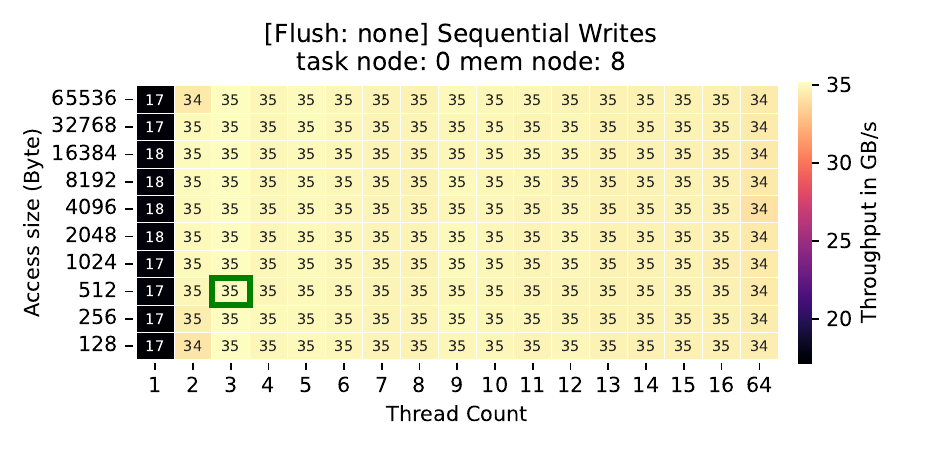 [Flush: none] Sequential Writes
task node: 0 mem node: 8
Access size (Byte)
65536 17 34 35 35 35 35 35 35 35 35 35 35 35 35 35 35 34
32768 17 35 35 35 35 35 35 35 35 35 35 35 35 35 35 35 34
16384 18 35 35 35 35 35 35 35 35 35 35 35 35 35 35 35 34
8192 18 35 35 35 35 35 35 35 35 35 35 35 35 35 35 35 34
4096 18 35 35 35 35 35 35 35 35 35 35 35 35 35 35 35 34
2048 18 35 35 35 35 35 35 35 35 35 35 35 35 35 35 35 34
1024 17 35 35 35 35 35 35 35 35 35 35 35 35 35 35 35 34
512 17 35 35 35 35 35 35 35 35 35 35 35 35 35 35 35 34
256 17 35 35 35 35 35 35 35 35 35 35 35 35 35 35 35 34
128 17 34 35 35 35 35 35 35 35 35 35 35 35 35 35 35 34
1 2 3 4 5 6 7 8 9 10 11 12 13 14 15 16 64
Thread Count
35
30
25
20
Throughput in GB/s